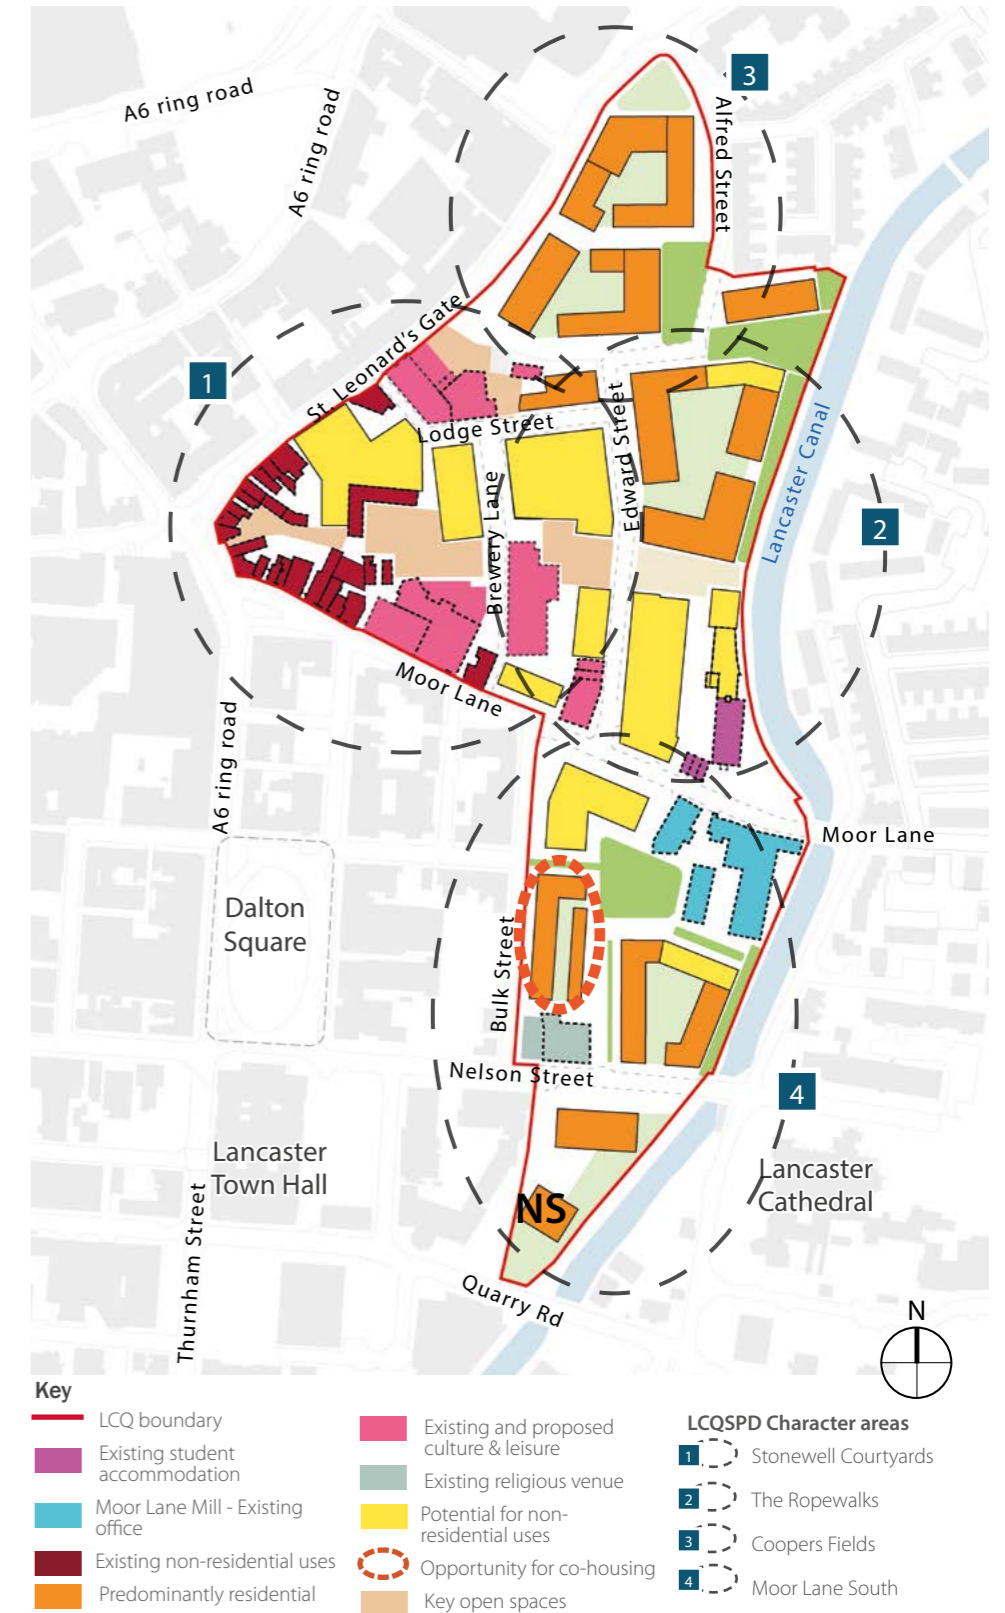 3
A6 ring road
A6 ring road
Alfred Street
St. Leonard's Gate
1
Lodge Street
Edward Street
Lancaster Canal
2
Brewery Lane
Moor Lane
A6 ring road
Moor Lane
Dalton
Square
Bulk Street
Nelson Street
4
Lancaster
Town Hall
Lancaster
Cathedral
NS
Thurnham Street
Quarry Rd
N
Key
LCQ boundary
Existing student
accommodation
Moor Lane Mill - Existing
office
Existing non-residential uses
Predominantly residential
Existing and proposed
culture & leisure
Existing religious venue
Potential for non-
residential uses
Opportunity for co-housing
Key open spaces
LCQSPD Character areas
1 Stonewell Courtyards
2 The Ropewalks
3 Coopers Fields
4 Moor Lane South